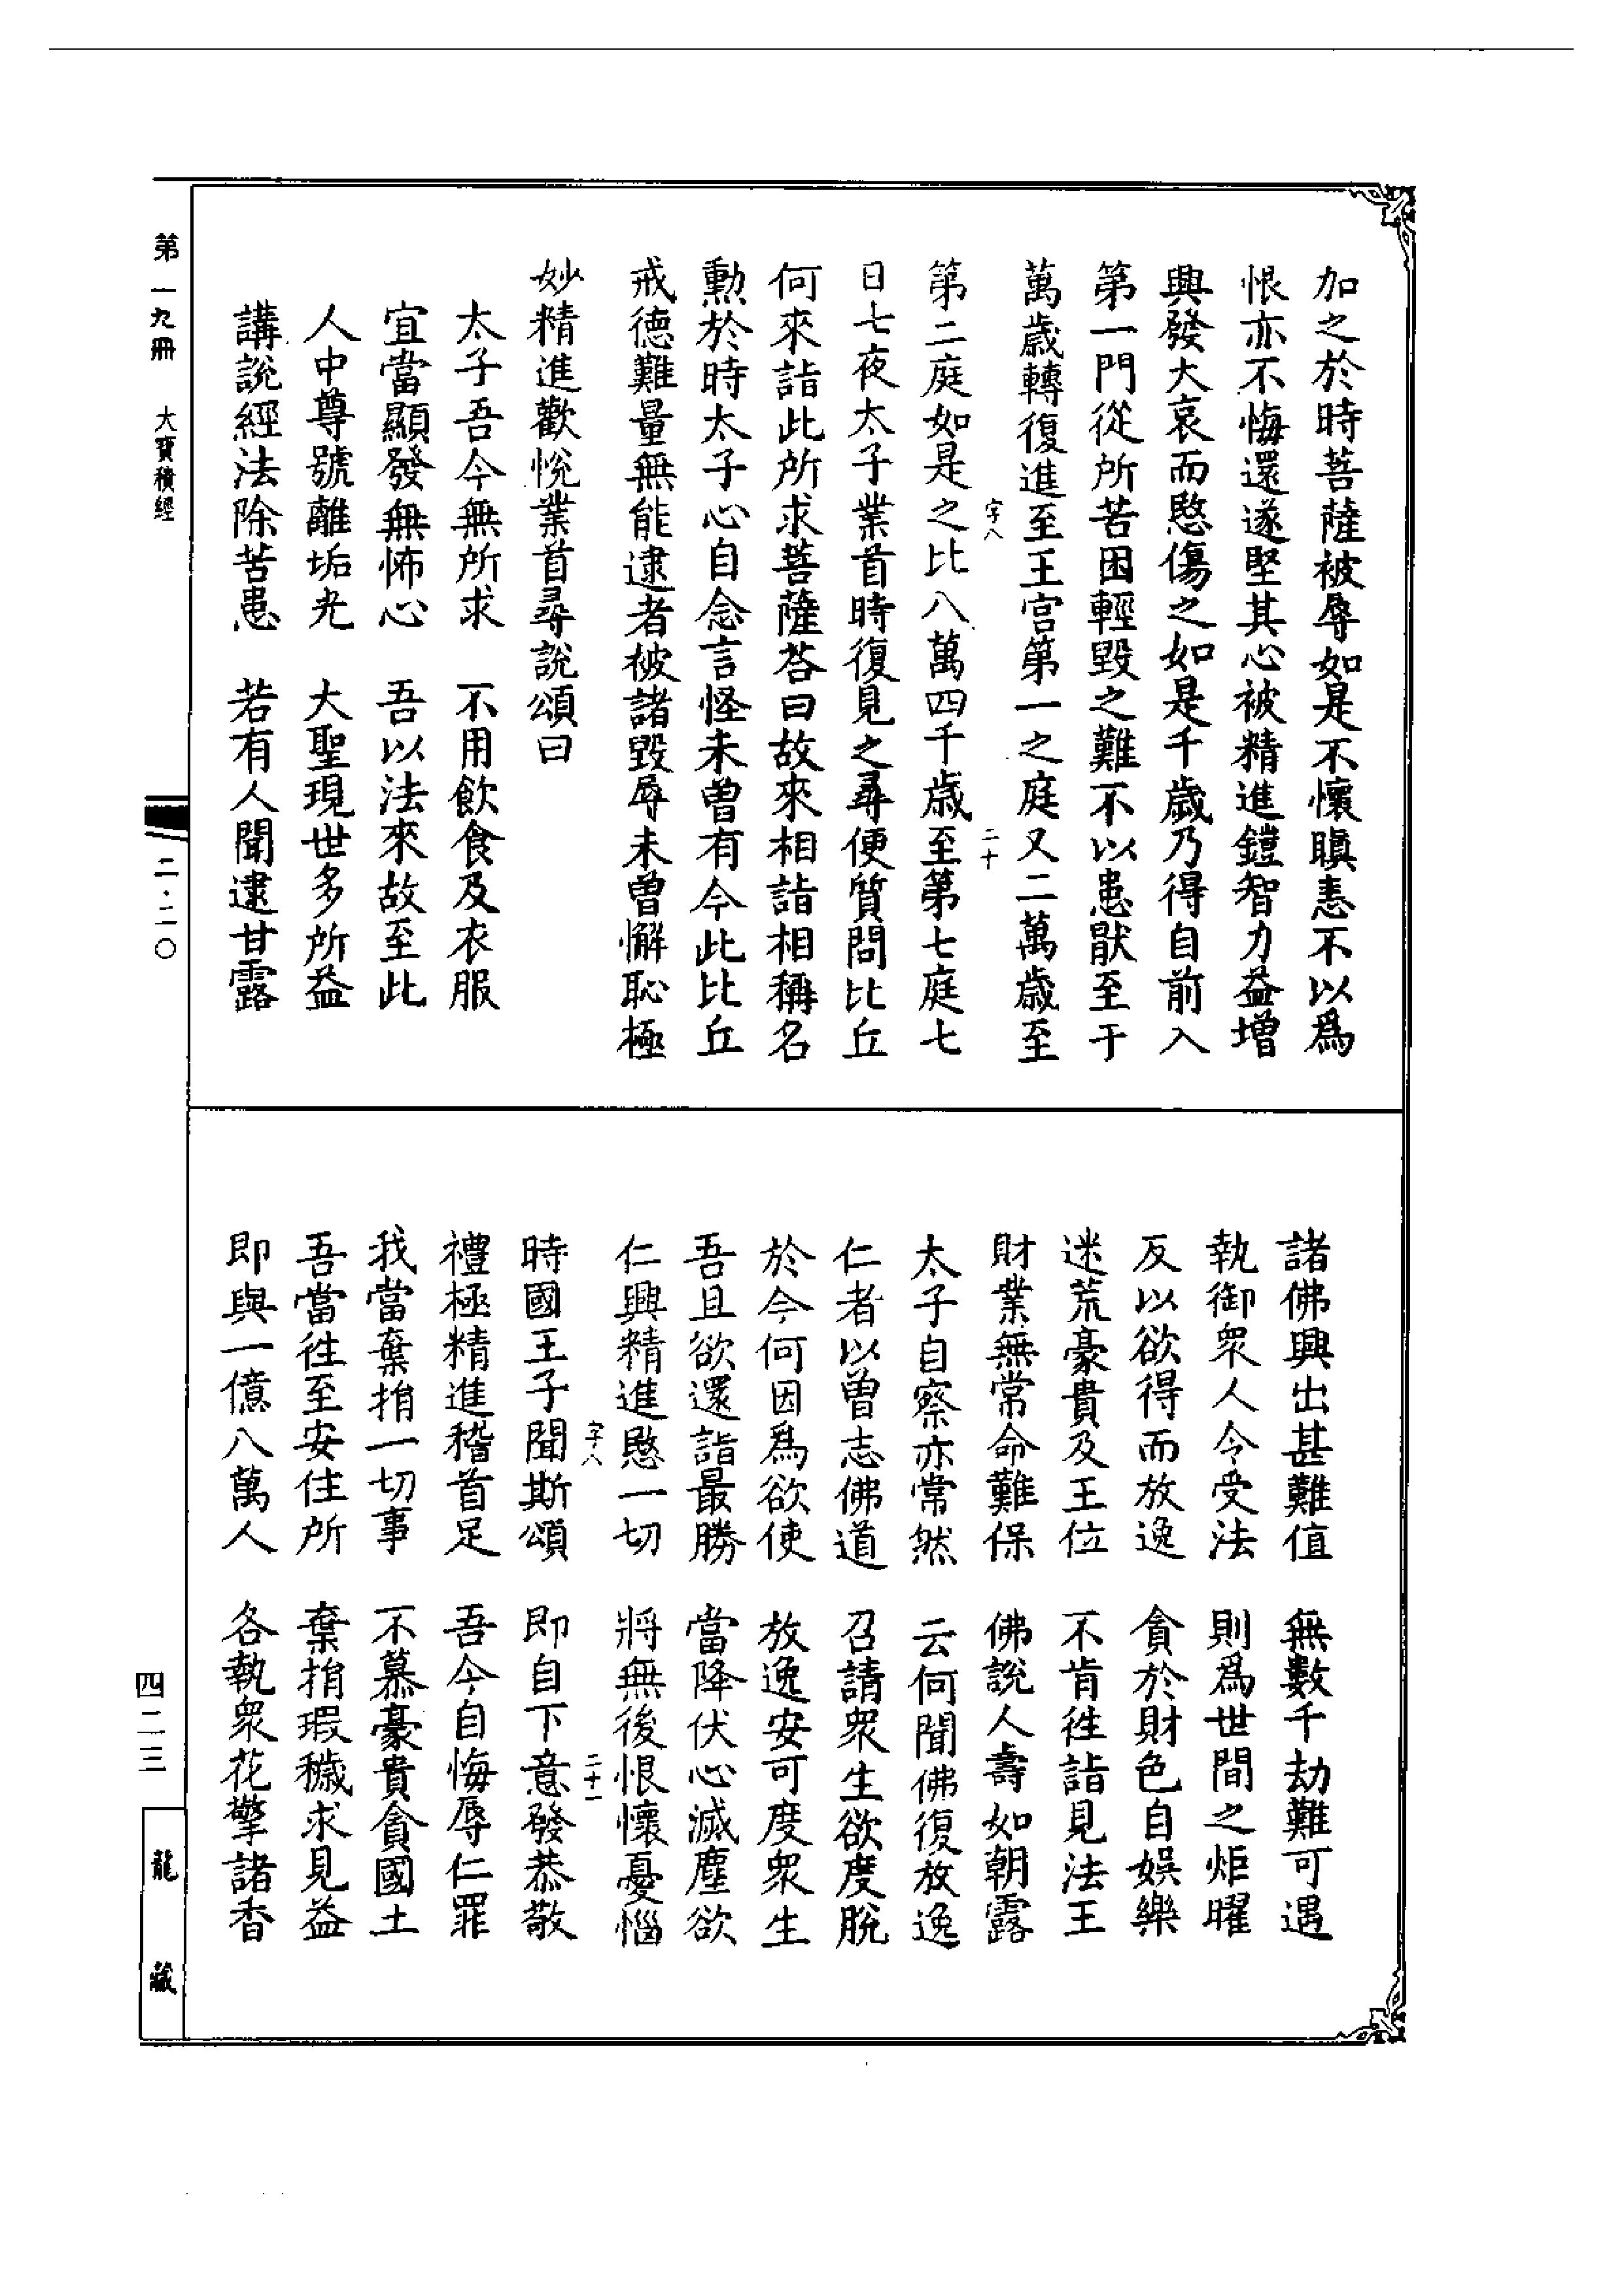 加之於時菩薩被辱如是不懷瞋恚不以為
恨亦不悔還遂堅其心被精進鎧智力益增
興發大哀而愍傷之如是千歲乃得自前入
第一門從所苦困輕毀之難不以患猒至于
萬歲轉復進至王宮第一之庭又二萬歲至
字八 二十
第二庭如是之比八萬四千歲至第七庭七
日七夜太子業首時復見之尋便質問比丘
何來詣此所求菩薩荅曰故來相詣相稱名
勳於時太子心自念言怪未曾有今此比丘
戒德難量無能逮者被諸毀辱未曾懈恥極
妙精進歡悅業首尋說頌曰
太子吾今無所求 不用飲食及衣服
宜當顯發無怖心 吾以法來故至此
人中尊號離垢光 大聖現世多所益
講說經法除苦患 若有人聞逮甘露
諸佛興出甚難值 無數千劫難可遇
執御眾人令受法 則為世間之炬曜
反以欲得而放逸 貪於財色自娛樂
迷荒豪貴及王位 不肯往詣見法王
財業無常命難保 佛說人壽如朝露
太子自察亦常然 云何聞佛復放逸
仁者以曾志佛道 召請眾生欲度脫
於今何因為欲使 放逸安可度眾生
吾且欲還詣最勝 當降伏心滅塵欲
仁興精進愍一切 將無後恨懷憂惱
字八 二十一
時國王子聞斯頌 即自下意發恭敬
禮極精進稽首足 吾今自悔辱仁罪
我當棄捐一切事 不慕豪貴貪國土
吾當往至安住所 棄捐瑕穢求見益
即與一億八萬人 各執眾花擎諸香
第一九冊 大寶積經
二·二〇
四二三
龍藏